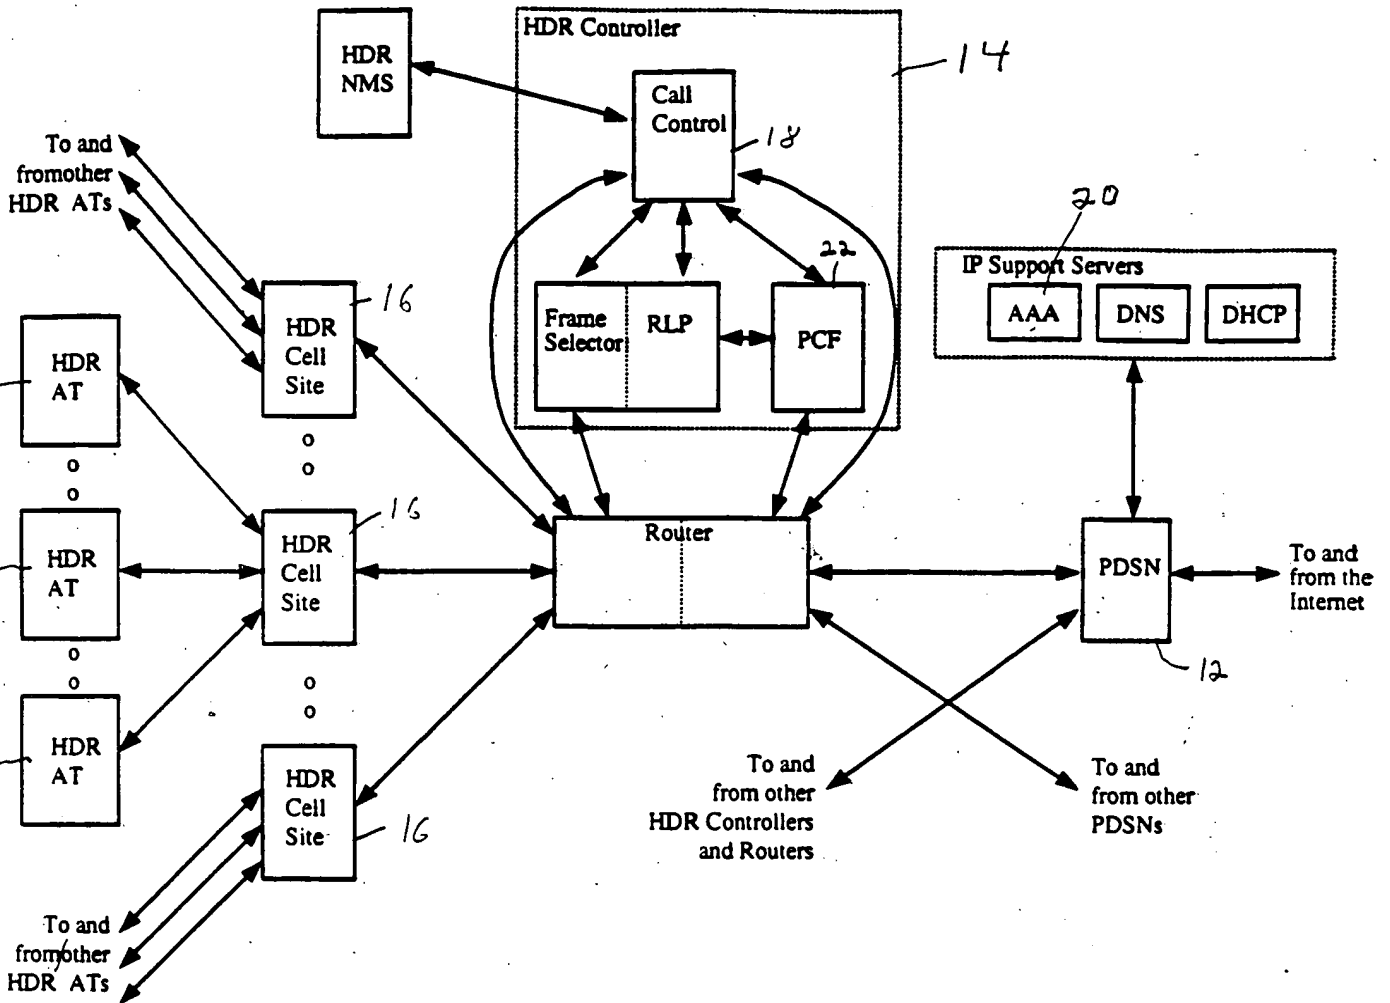 HDR Controller
14
HDR
NMS
Call
Control
18
To and
fromother
HDR ATs
20
22
IP Support Servers
AAA
DNS
DHCP
16
HDR
Cell
Site
HDR
AT
Frame
Selector
RLP
PCF
16
HDR
Cell
Site
HDR
AT
Router
PDSN
To and
from the
Internet
12
HDR
AT
HDR
Cell
Site
16
To and
from other
HDR Controllers
and Routers
To and
from other
PDSNs
To and
fromother
HDR ATs